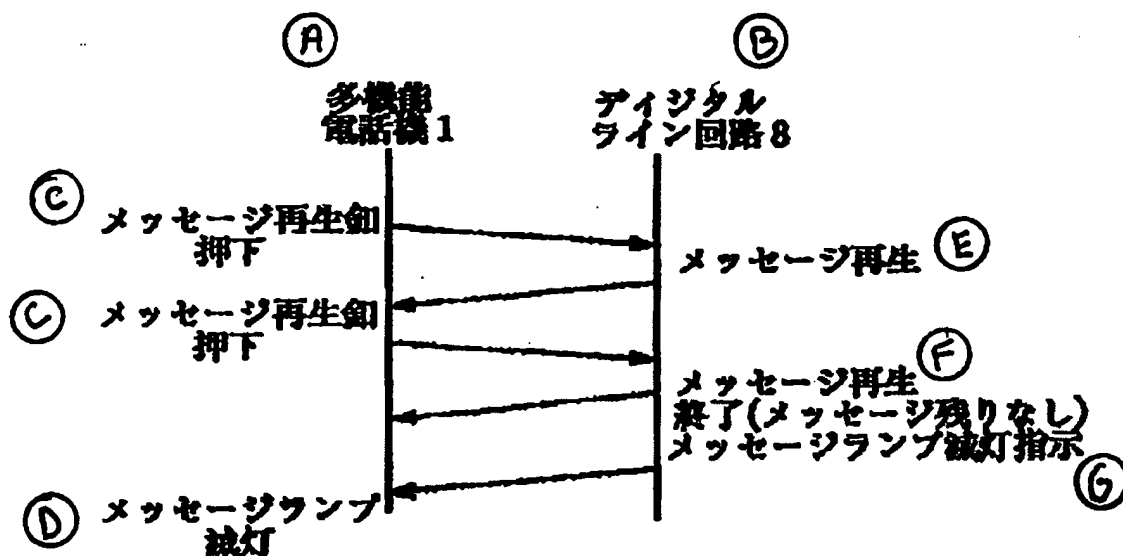 A
B
多機能
電話機1
ディジタル
ライン回路8
C
メッセージ再生釦
押下
メッセージ再生
E
C
メッセージ再生釦
押下
F
メッセージ再生
終了(メッセージ残りなし)
メッセージランプ滅灯指示
G
D
メッセージランプ
滅灯